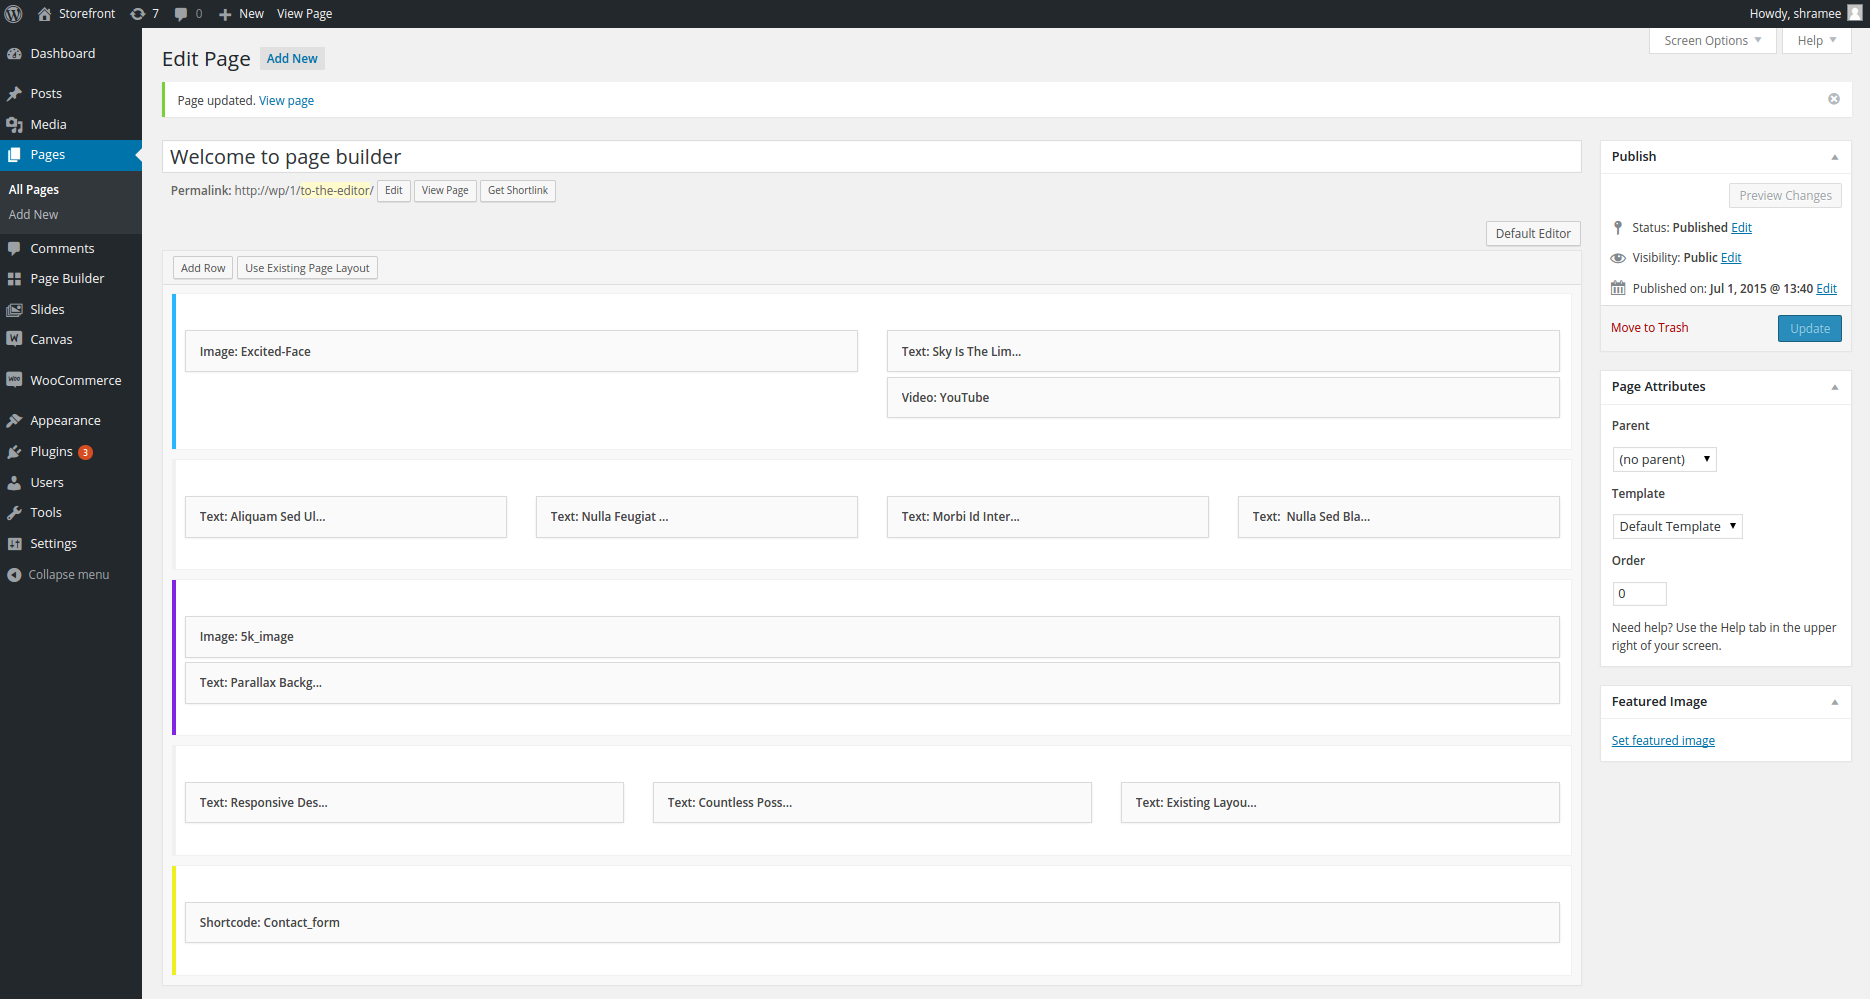 Storefront 7 0 New View Page Howdy, shramee
Dashboard
Posts
Media
Pages
All Pages
Add New
Comments
Page Builder
Slides
Canvas
WooCommerce
Appearance
Plugins 3
Users
Tools
Settings
Collapse menu
Screen Options Help
Edit Page Add New
Page updated. View page
Welcome to page builder
Permalink: http://wp/1/to-the-editor/ Edit View Page Get Shortlink
Default Editor
Add Row Use Existing Page Layout
Image: Excited-Face Text: Sky Is The Lim...
Video: YouTube
Text: Aliquam Sed Ul... Text: Nulla Feugiat ... Text: Morbi Id Inter... Text: Nulla Sed Bla...
Image: 5k_image
Text: Parallax Backg...
Text: Responsive Des... Text: Countless Poss... Text: Existing Layou...
Shortcode: Contact_form
Publish
Preview Changes
Status: Published Edit
Visibility: Public Edit
Published on: Jul 1, 2015 @ 13:40 Edit
Move to Trash Update
Page Attributes
Parent
(no parent)
Template
Default Template
Order
0
Need help? Use the Help tab in the upper
right of your screen.
Featured Image
Set featured image